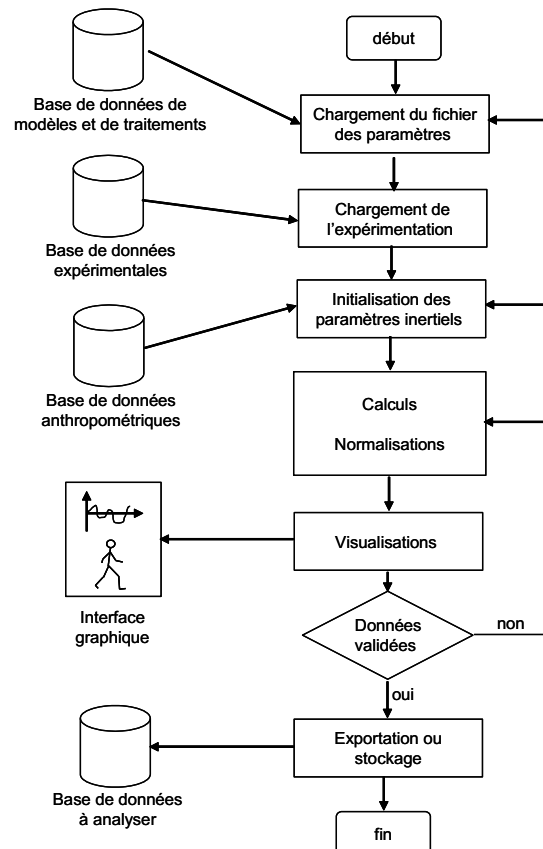 début
Base de données de
modèles et de traitements
Chargement du fichier
des paramètres
Chargement de
l'expérimentation
Base de données
expérimentales
Initialisation des
paramètres inertiels
Base de données
anthropométriques
Calculs
Normalisations
Visualisations
Interface
graphique
Données
validées
non
oui
Exportation ou
stockage
Base de données
à analyser
fin